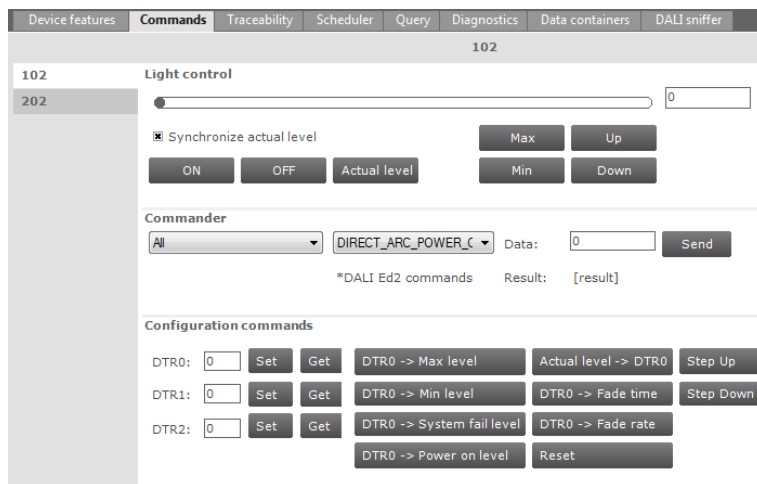 Device features Commands Traceability Scheduler Query Diagnostics Data containers DALI sniffer
102
102
202
Light control
0
Synchronize actual level
Max Up
ON OFF Actual level Min Down
Commander
All DIRECT_ARC_POWER_C Data: 0 Send
*DALI Ed2 commands Result: [result]
Configuration commands
DTR0: 0 Set Get DTR0 -> Max level Actual level -> DTR0 Step Up
DTR1: 0 Set Get DTR0 -> Min level DTR0 -> Fade time Step Down
DTR2: 0 Set Get DTR0 -> System fail level DTR0 -> Fade rate
DTR0 -> Power on level Reset